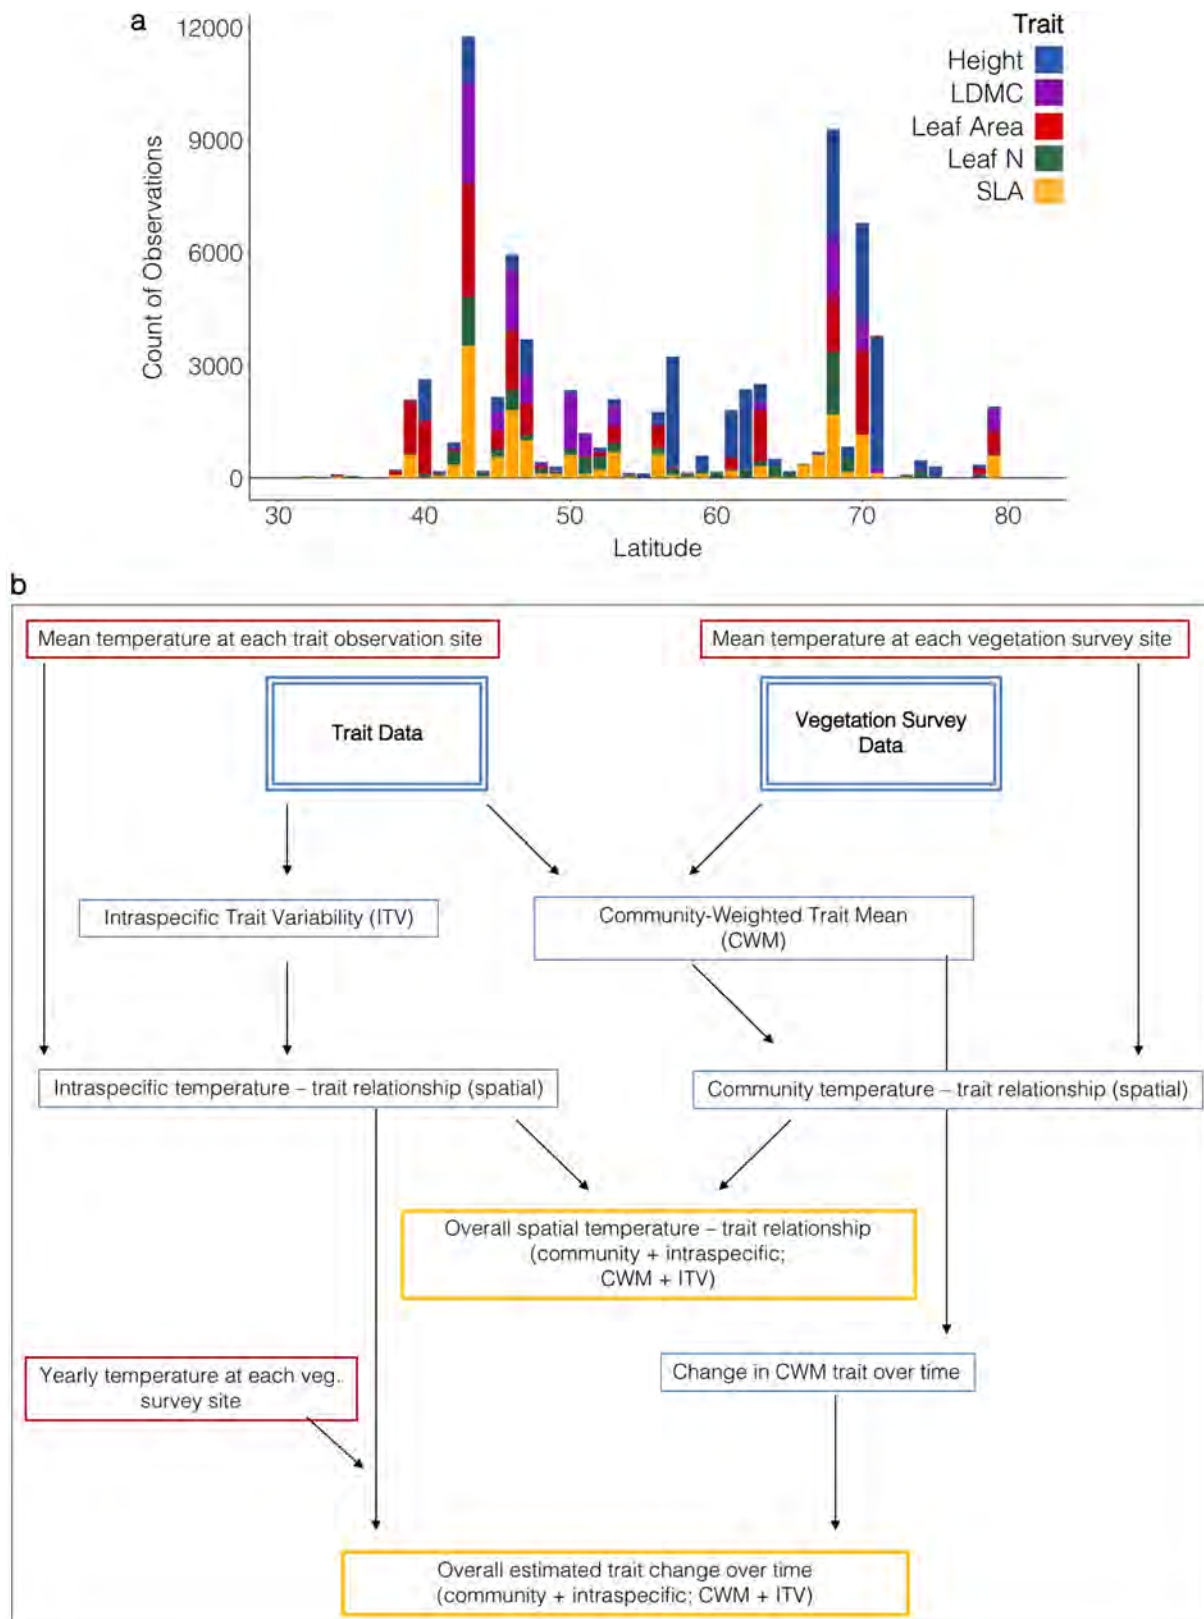 a
12000
9000
6000
3000
0
Count of Observations
30 40 50 60 70 80
Latitude
Trait
Height
LDMC
Leaf Area
Leaf N
SLA
b
Mean temperature at each trait observation site
Mean temperature at each vegetation survey site
Trait Data
Vegetation Survey
Data
Intraspecific Trait Variability (ITV)
Community-Weighted Trait Mean
(CWM)
Intraspecific temperature – trait relationship (spatial)
Community temperature – trait relationship (spatial)
Overall spatial temperature – trait relationship
(community + intraspecific;
CWM + ITV)
Yearly temperature at each veg.
survey site
Change in CWM trait over time
Overall estimated trait change over time
(community + intraspecific; CWM + ITV)